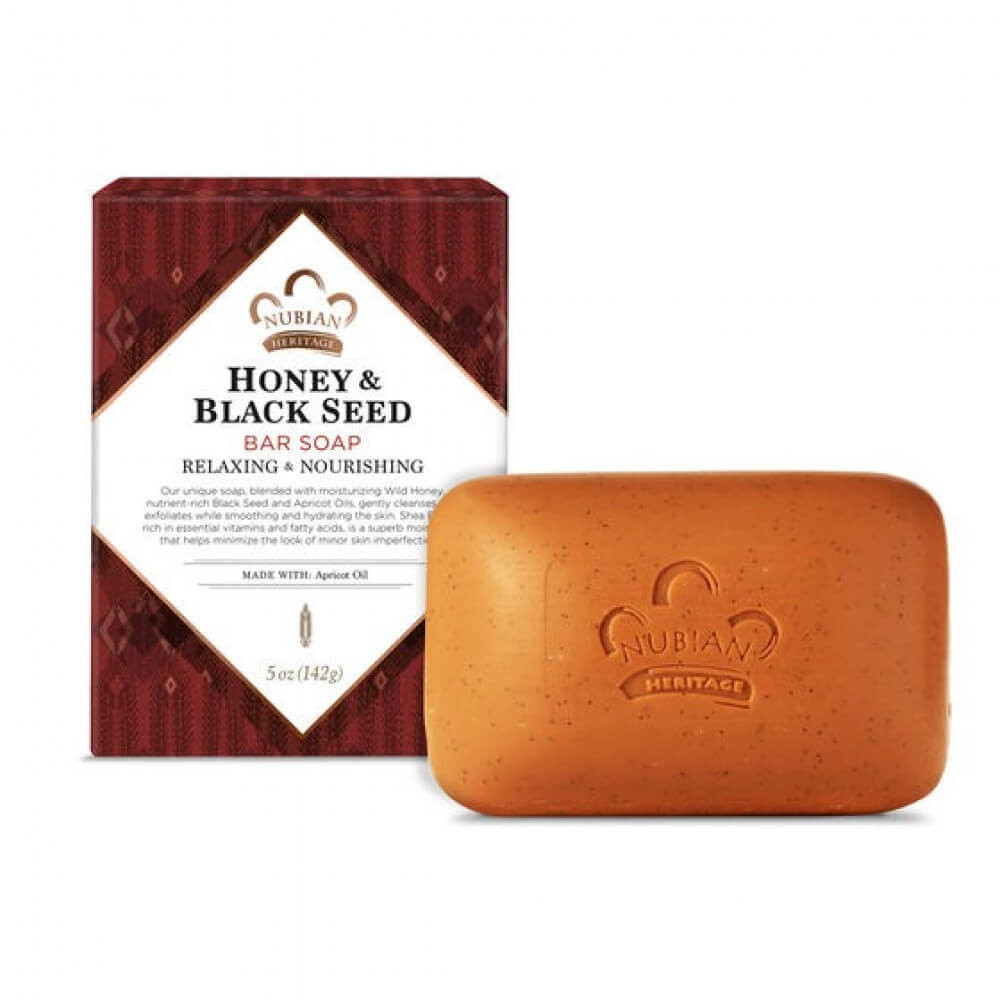 NUBIAN
HERITAGE
HONEY &
BLACK SEED
BAR SOAP
RELAXING & NOURISHING
Our unique soap, blended with moisturizing Wild Honey,
nutrient-rich Black Seed and Apricot Oils, gently cleanses
exfoliates while smoothing and hydrating the skin. Shea
rich in essential vitamins and fatty acids, is a superb
that helps minimize the look of minor skin
MADE WITH: Apricot Oil
5 oz (142g)
NUBIAN
HERITAGE